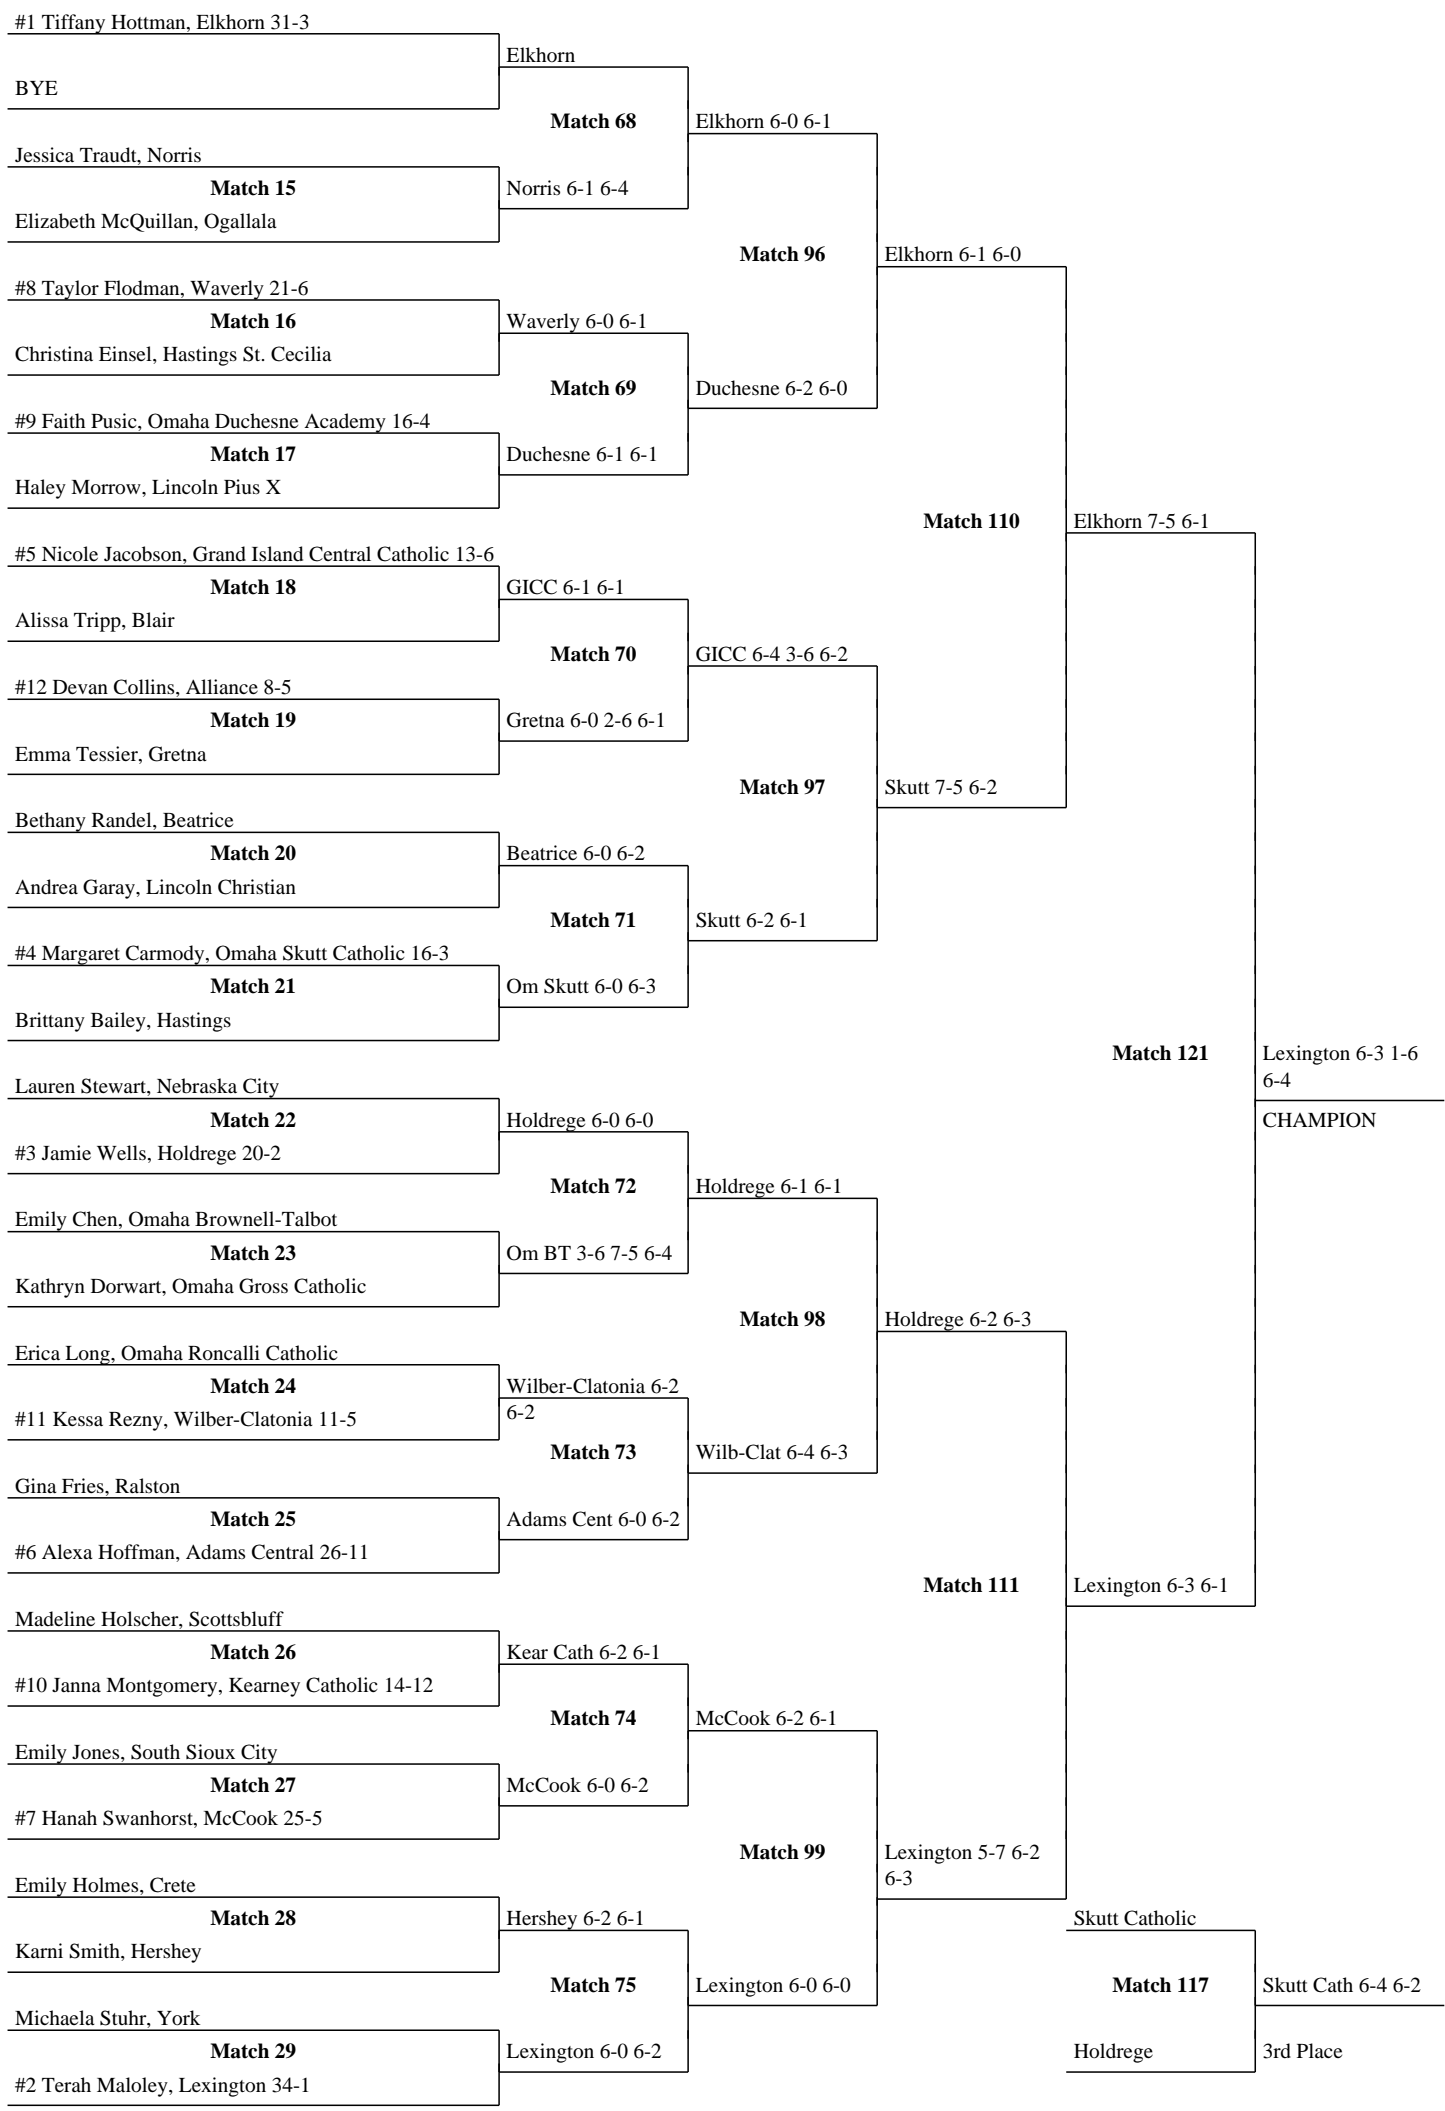 #1 Tiffany Hottman, Elkhorn 31-3
Elkhorn
BYE
Match 68
Elkhorn 6-0 6-1
Jessica Traudt, Norris
Match 15
Norris 6-1 6-4
Elizabeth McQuillan, Ogallala
Match 96
Elkhorn 6-1 6-0
#8 Taylor Flodman, Waverly 21-6
Match 16
Waverly 6-0 6-1
Christina Einsel, Hastings St. Cecilia
Match 69
Duchesne 6-2 6-0
#9 Faith Pusic, Omaha Duchesne Academy 16-4
Match 17
Duchesne 6-1 6-1
Haley Morrow, Lincoln Pius X
Match 110
Elkhorn 7-5 6-1
#5 Nicole Jacobson, Grand Island Central Catholic 13-6
Match 18
GICC 6-1 6-1
Alissa Tripp, Blair
Match 70
GICC 6-4 3-6 6-2
#12 Devan Collins, Alliance 8-5
Match 19
Gretna 6-0 2-6 6-1
Emma Tessier, Gretna
Match 97
Skutt 7-5 6-2
Bethany Randel, Beatrice
Match 20
Beatrice 6-0 6-2
Andrea Garay, Lincoln Christian
Match 71
Skutt 6-2 6-1
#4 Margaret Carmody, Omaha Skutt Catholic 16-3
Match 21
Om Skutt 6-0 6-3
Brittany Bailey, Hastings
Match 121
Lexington 6-3 1-6
6-4
CHAMPION
Lauren Stewart, Nebraska City
Match 22
Holdrege 6-0 6-0
#3 Jamie Wells, Holdrege 20-2
Match 72
Holdrege 6-1 6-1
Emily Chen, Omaha Brownell-Talbot
Match 23
Om BT 3-6 7-5 6-4
Kathryn Dorwart, Omaha Gross Catholic
Match 98
Holdrege 6-2 6-3
Erica Long, Omaha Roncalli Catholic
Match 24
Wilber-Clatonia 6-2
6-2
#11 Kessa Rezny, Wilber-Clatonia 11-5
Match 73
Wilb-Clat 6-4 6-3
Gina Fries, Ralston
Match 25
Adams Cent 6-0 6-2
#6 Alexa Hoffman, Adams Central 26-11
Match 111
Lexington 6-3 6-1
Madeline Holscher, Scottsbluff
Match 26
Kear Cath 6-2 6-1
#10 Janna Montgomery, Kearney Catholic 14-12
Match 74
McCook 6-2 6-1
Emily Jones, South Sioux City
Match 27
McCook 6-0 6-2
#7 Hanah Swanhorst, McCook 25-5
Match 99
Lexington 5-7 6-2
6-3
Emily Holmes, Crete
Match 28
Hershey 6-2 6-1
Karni Smith, Hershey
Match 75
Lexington 6-0 6-0
Michaela Stuhr, York
Match 29
Lexington 6-0 6-2
#2 Terah Maloley, Lexington 34-1
Skutt Catholic
Match 117
Skutt Cath 6-4 6-2
Holdrege
3rd Place